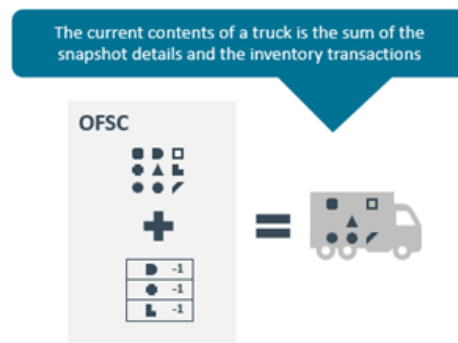 The current contents of a truck is the sum of the
snapshot details and the inventory transactions
OFSC
-1
-1
-1